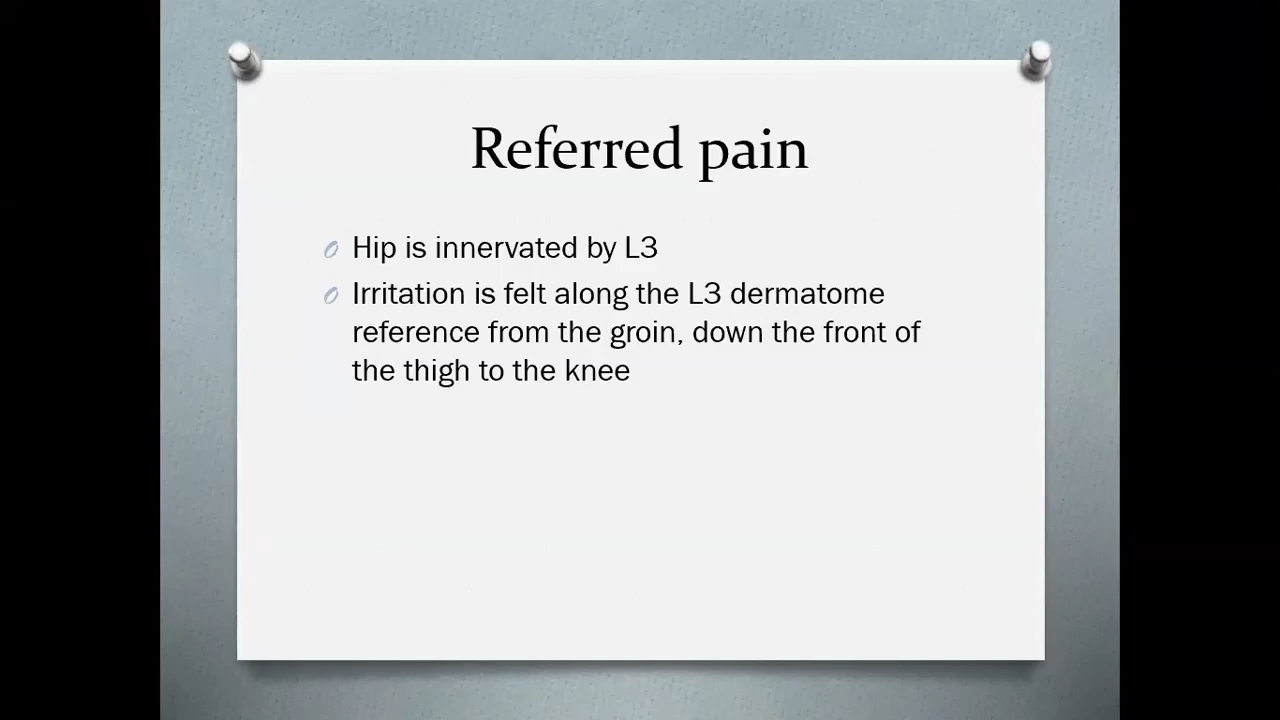 Referred pain
Hip is innervated by L3
Irritation is felt along the L3 dermatome
reference from the groin, down the front of
the thigh to the knee